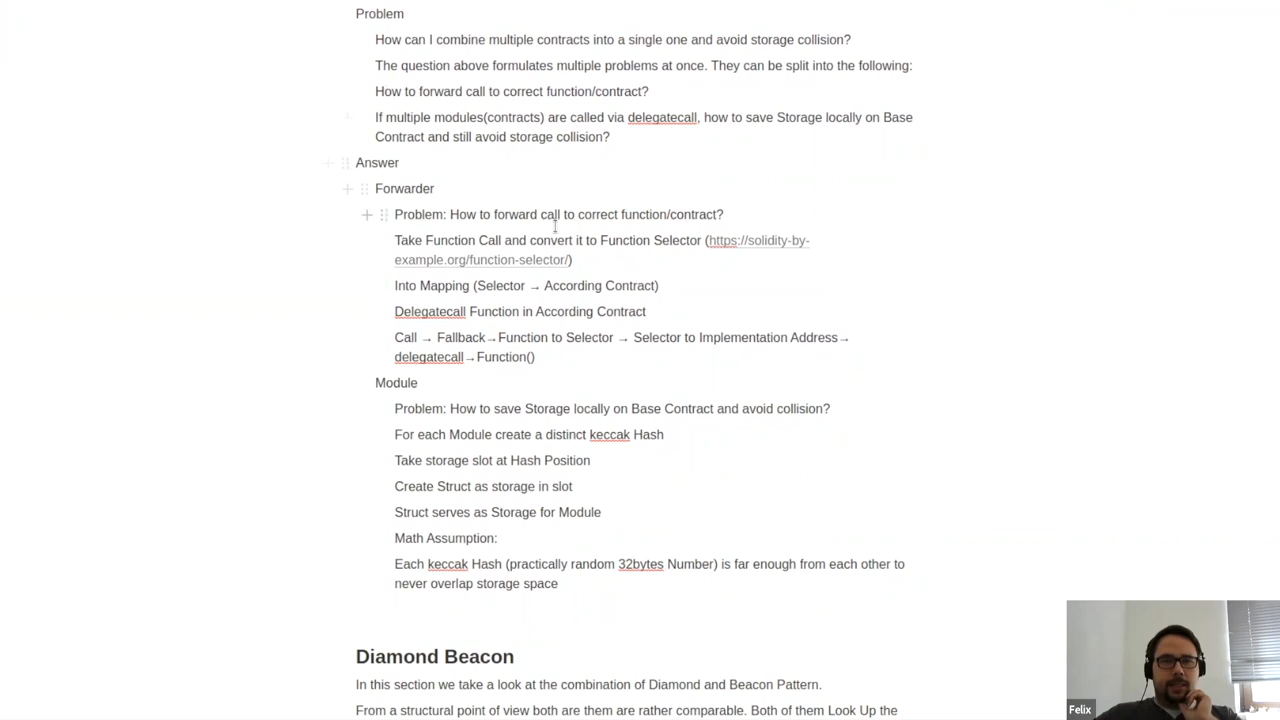 Problem
How can I combine multiple contracts into a single one and avoid storage collision?
The question above formulates multiple problems at once. They can be split into the following:
How to forward call to correct function/contract?
If multiple modules(contracts) are called via delegatecall, how to save Storage locally on Base
Contract and still avoid storage collision?
Answer
Forwarder
Problem: How to forward call to correct function/contract?
Take Function Call and convert it to Function Selector (https://solidity-by-
example.org/function-selector/)
Into Mapping (Selector → According Contract)
Delegatecall Function in According Contract
Call → Fallback→Function to Selector → Selector to Implementation Address→
delegatecall→Function()
Module
Problem: How to save Storage locally on Base Contract and avoid collision?
For each Module create a distinct keccak Hash
Take storage slot at Hash Position
Create Struct as storage in slot
Struct serves as Storage for Module
Math Assumption:
Each keccak Hash (practically random 32bytes Number) is far enough from each other to
never overlap storage space
Diamond Beacon
In this section we take a look at the combination of Diamond and Beacon Pattern.
From a structural point of view both are them are rather comparable. Both of them Look Up the
Felix